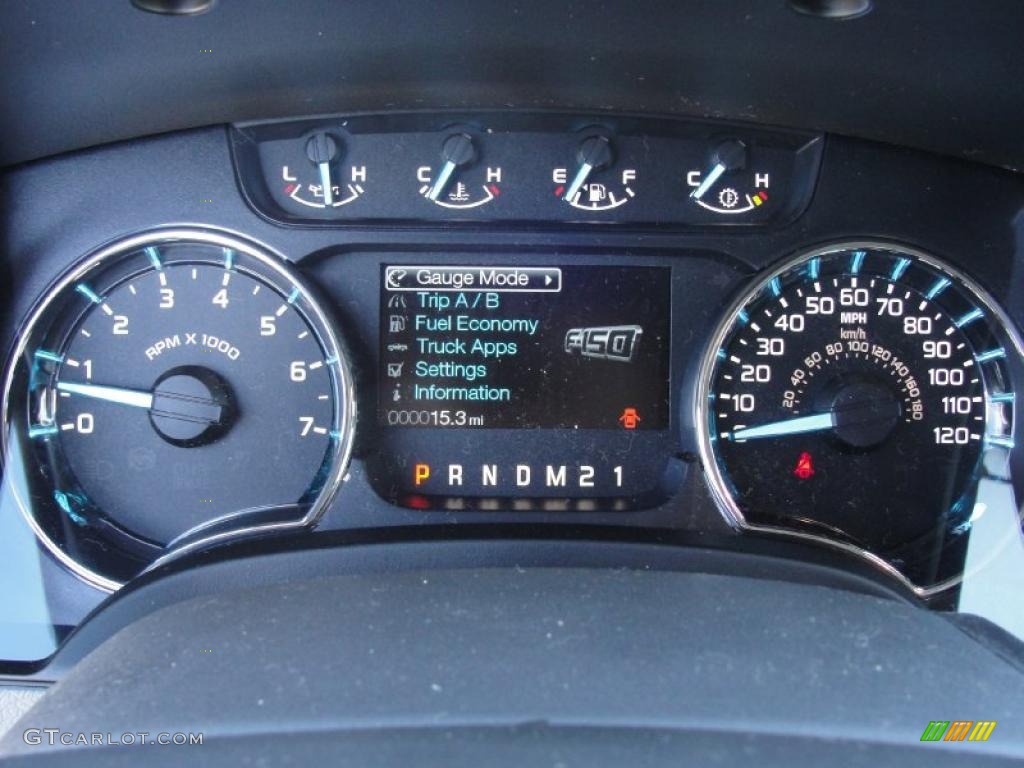 L H C H E F C H
Gauge Mode
Trip A / B
Fuel Economy
Truck Apps
Settings
Information
F-150
000015.3 mi
P R N D M 2 1
0 1 2 3 4 5 6 7
RPM X 1000
0 10 20 30 40 50 60 70 80 90 100 110 120
MPH
km/h
20 40 60 80 100 120 140 160 180
GTCARLOT.COM